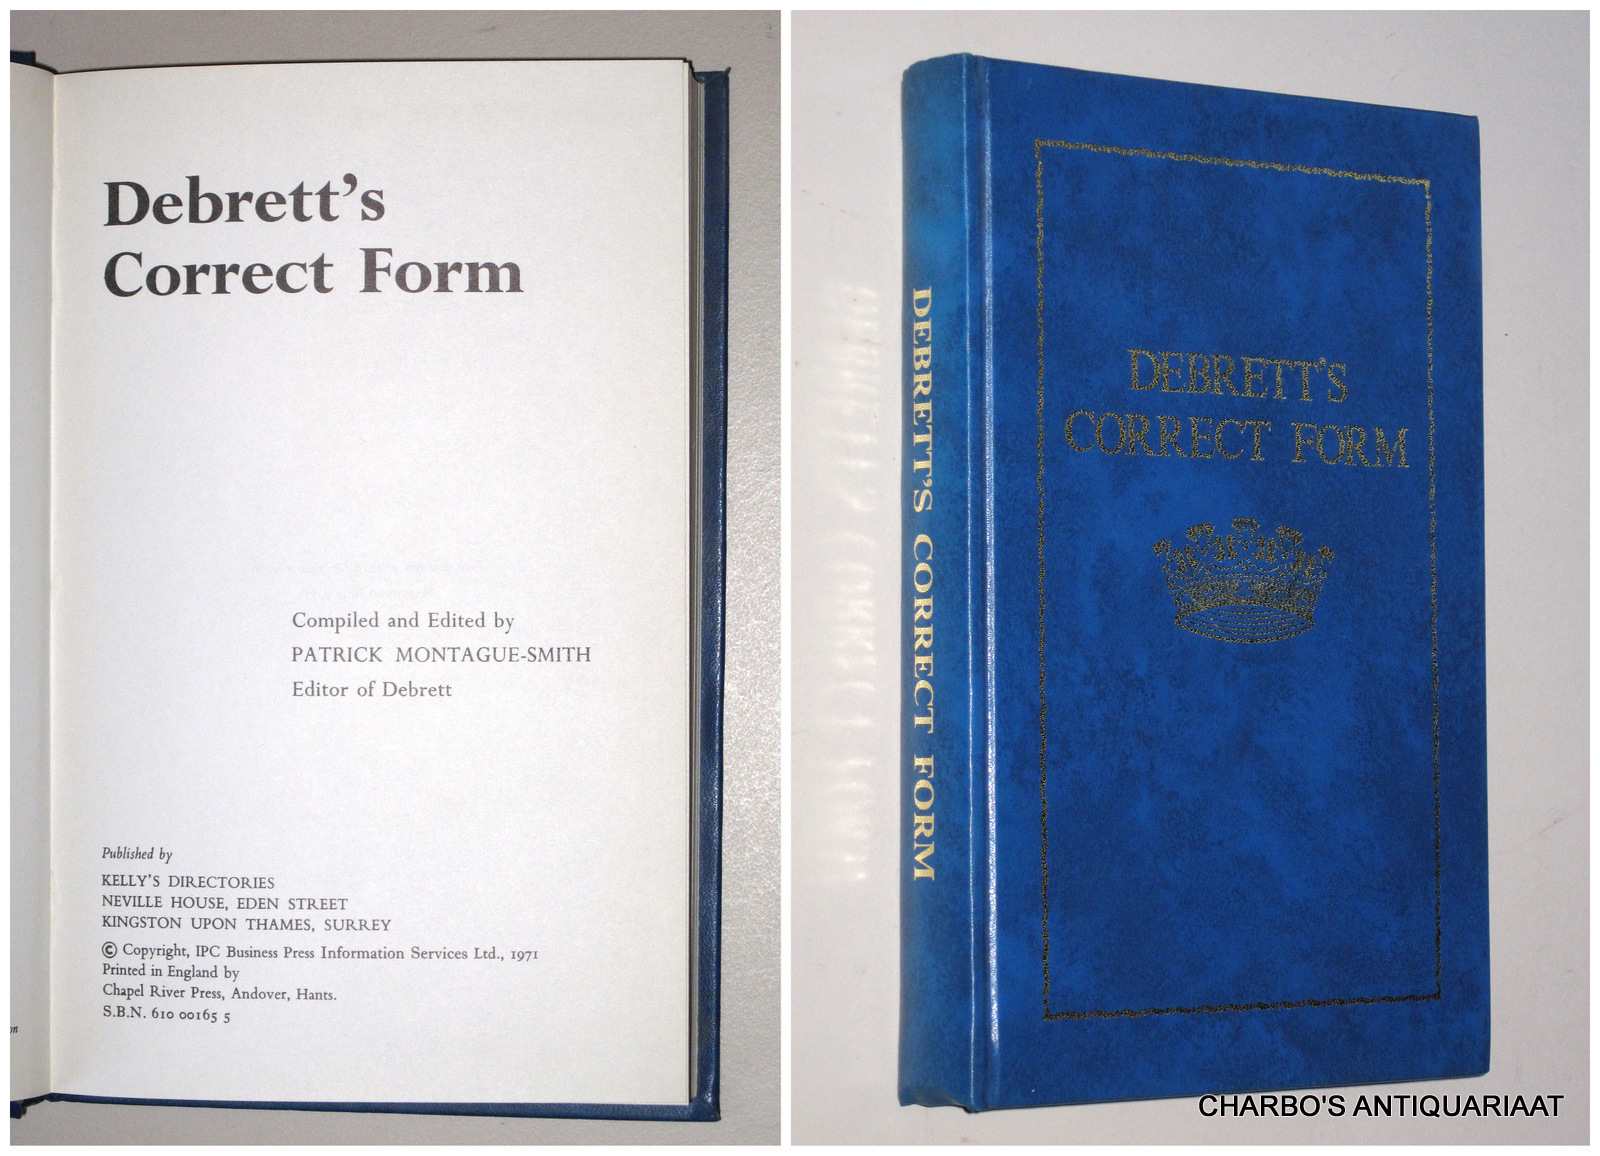 Debrett's
Correct Form
Compiled and Edited by
PATRICK MONTAGUE-SMITH
Editor of Debrett
Published by
KELLY'S DIRECTORIES
NEVILLE HOUSE, EDEN STREET
KINGSTON UPON THAMES, SURREY
© Copyright, IPC Business Press Information Services Ltd., 1971
Printed in England by
Chapel River Press, Andover, Hants.
S.B.N. 610 00165 5
on
DEBRETT'S CORRECT FORM
DEBRETT'S
CORRECT FORM
CHARBO'S ANTIQUARIAAT